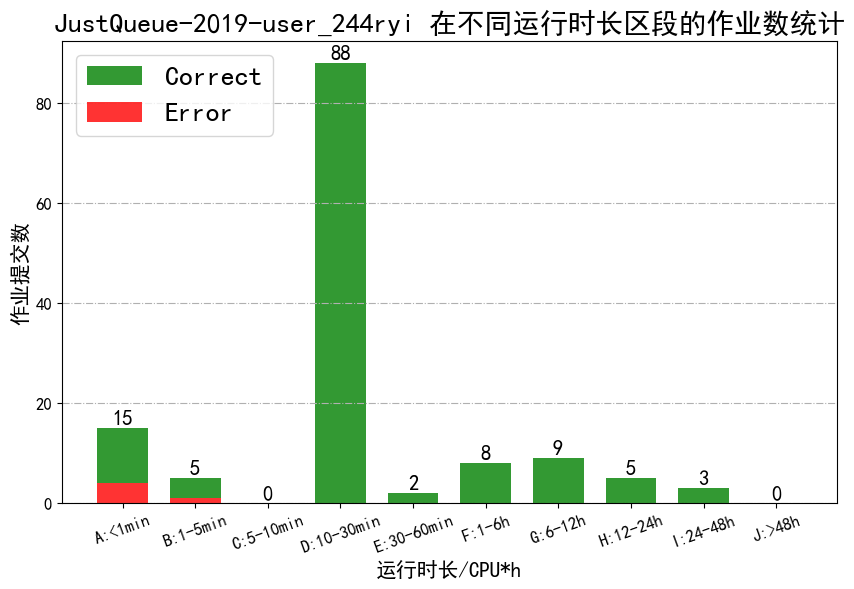 JustQueue-2019-user_244ryi 在不同运行时长区段的作业数统计
Correct
Error
作业提交数
80
60
40
20
0
15
5
0
88
2
8
9
5
3
0
A:<1min
B:1-5min
C:5-10min
D:10-30min
E:30-60min
F:1-6h
G:6-12h
H:12-24h
I:24-48h
J:>48h
运行时长/CPU*h